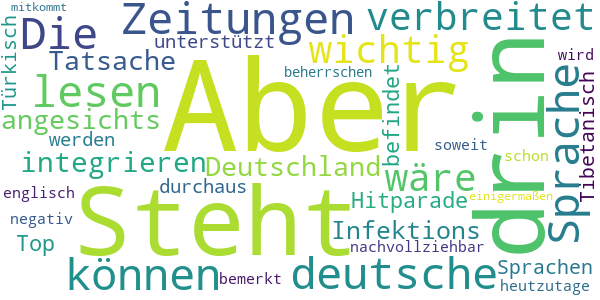 mitkommt
Die
Zeitungen
verbreitet
Türkisch
unterstützt
wichtig
Tatsache
Aber
drin
wird
beherrschen
lesen
befindet
Sprache
Tibetanisch
angesichts
werden
soweit
schon
integrieren
Deutschland
wäre
Steht
durchaus
englisch
Hitparade
einigermaßen
negativ
Infektions
Top
nachvollziehbar
können
bemerkt
deutsche
Sprachen
heutzutage